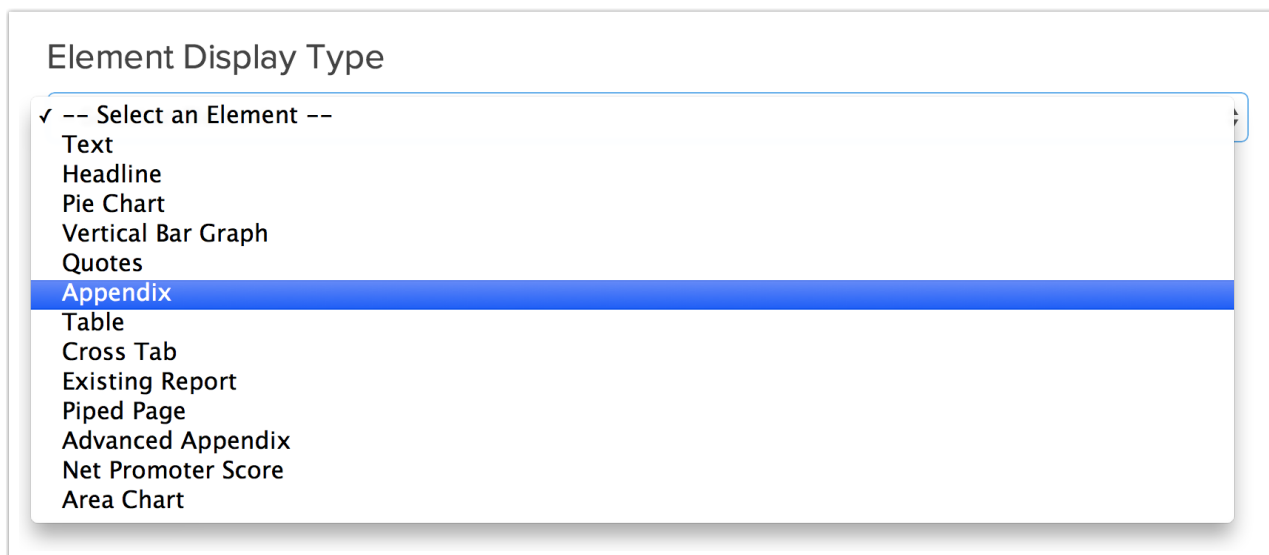 Element Display Type
✓ -- Select an Element --
Text
Headline
Pie Chart
Vertical Bar Graph
Quotes
Appendix
Table
Cross Tab
Existing Report
Piped Page
Advanced Appendix
Net Promoter Score
Area Chart